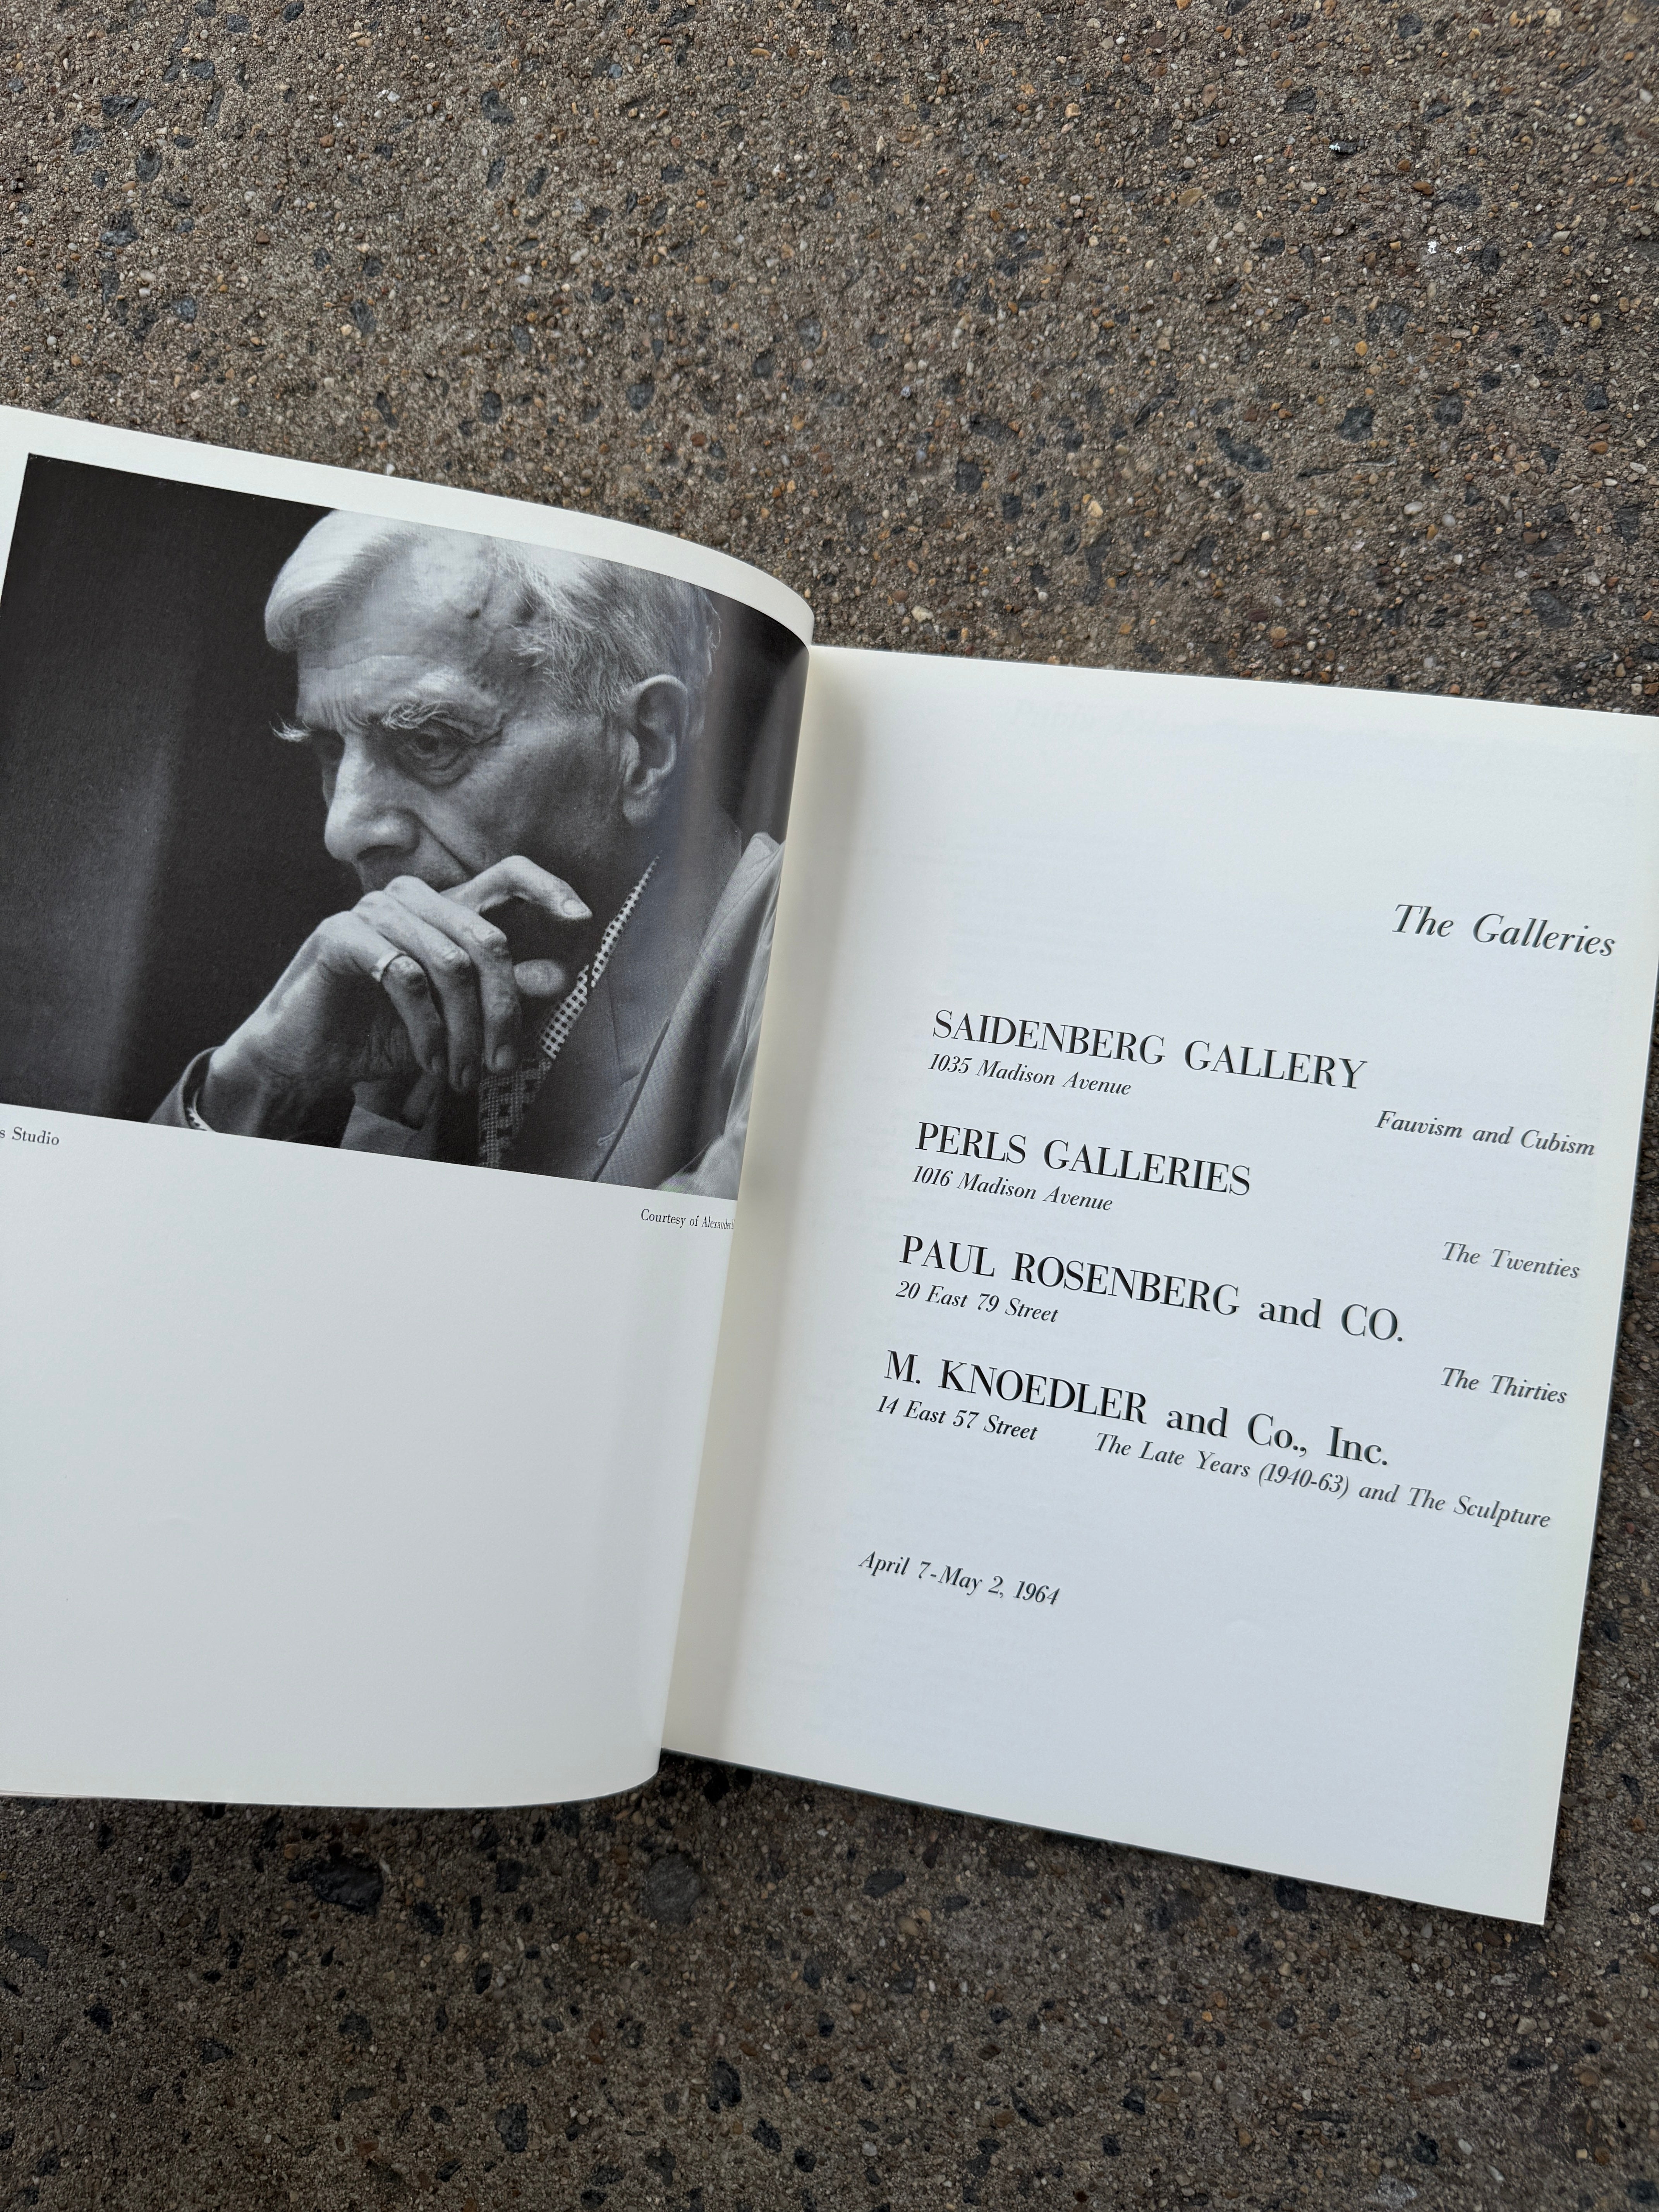 s Studio
Courtesy of Alexander
The Galleries
SAIDENBERG GALLERY
1035 Madison Avenue
Fauvism and Cubism
PERLS GALLERIES
1016 Madison Avenue
The Twenties
PAUL ROSENBERG and CO.
20 East 79 Street
The Thirties
M. KNOEDLER and Co., Inc.
14 East 57 Street The Late Years (1940-63) and The Sculpture
April 7-May 2, 1964